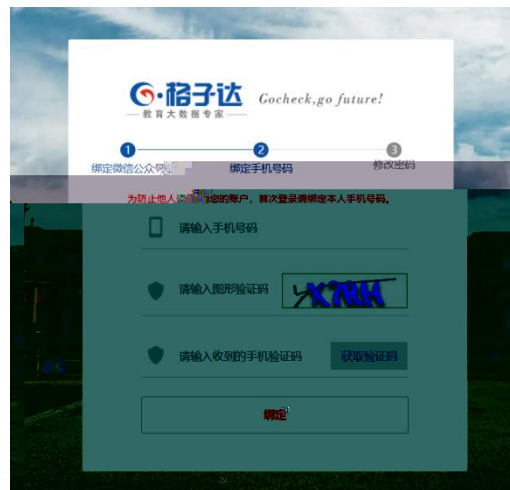 格子达
教育大数据专家
Gocheck,go future!
1 2 3
绑定微信公众号 绑定手机号码 修改密码
为防止他人 您的账户，首次登录请绑定本人手机号码。
请输入手机号码
请输入图形验证码
请输入收到的手机验证码 获取验证码
绑定